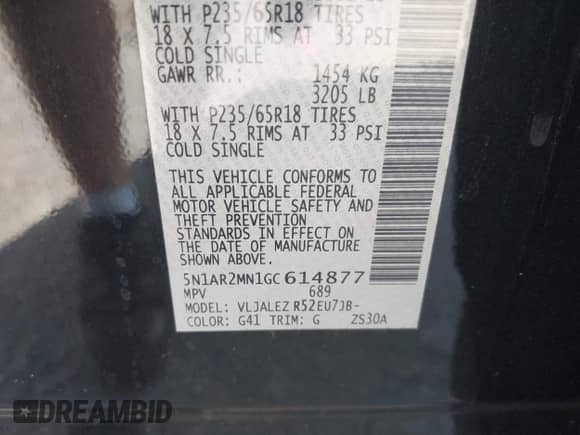 WITH P235/65R18 TIRES
18 X 7.5 RIMS AT 33 PSI
COLD SINGLE
GAWR RR.: 1454 KG
3205 LB
WITH P235/65R18 TIRES
18 X 7.5 RIMS AT 33 PSI
COLD SINGLE
THIS VEHICLE CONFORMS TO
ALL APPLICABLE FEDERAL
MOTOR VEHICLE SAFETY AND
THEFT PREVENTION
STANDARDS IN EFFECT ON
THE DATE OF MANUFACTURE
SHOWN ABOVE.
5N1AR2MN1GC614877
MPV 689
MODEL: VLJALEZ R52EU7JB-
COLOR: G41 TRIM: G ZS30A
DREAMBID